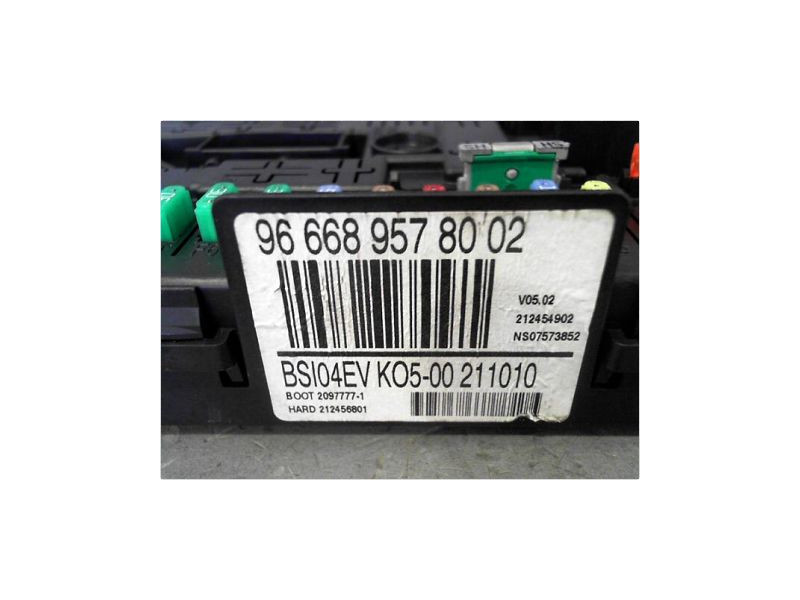 96 668 957 80 02
V05.02
212454902
NS07573852
BSI04EV KO5-00 211010
BOOT 2097777-1
HARD 212456801